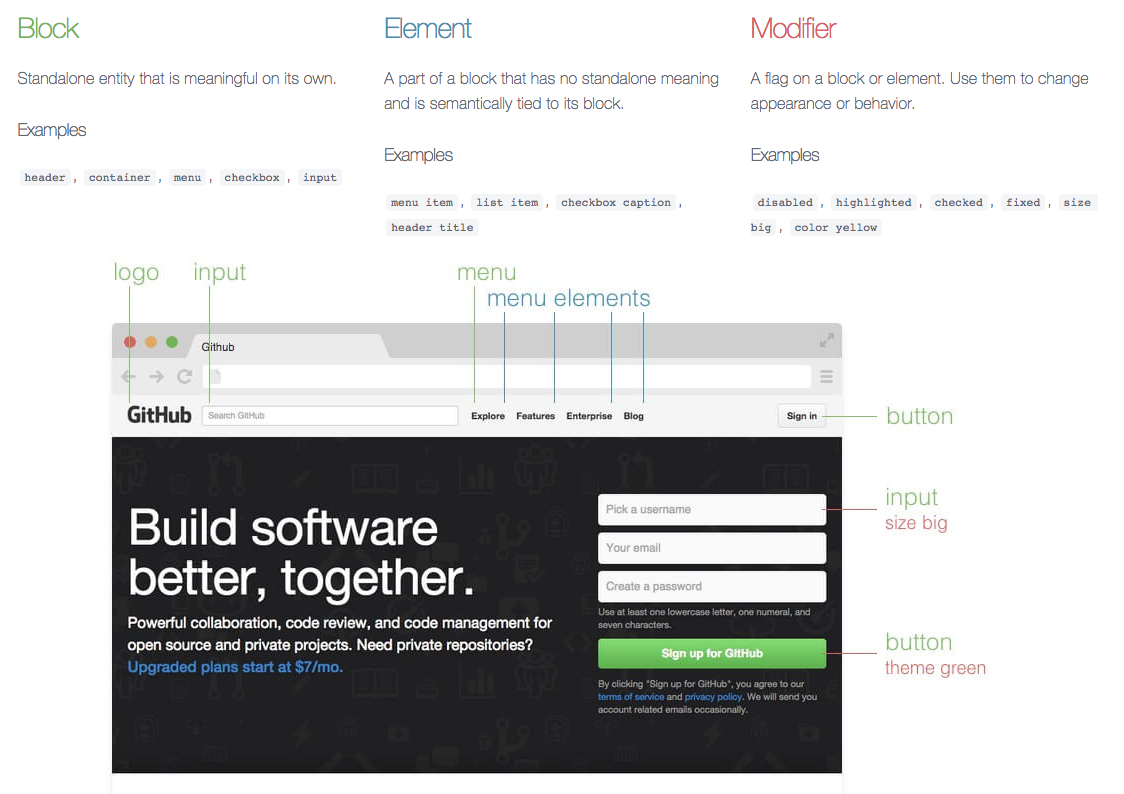 Block
Standalone entity that is meaningful on its own.
Examples
header , container , menu , checkbox , input
Element
A part of a block that has no standalone meaning
and is semantically tied to its block.
Examples
menu item , list item , checkbox caption ,
header title
Modifier
A flag on a block or element. Use them to change
appearance or behavior.
Examples
disabled , highlighted , checked , fixed , size
big , color yellow
logo
input
menu
menu elements
Github
GitHub
Search GitHub
Explore
Features
Enterprise
Blog
Sign in
button
Build software
better, together.
Powerful collaboration, code review, and code management for
open source and private projects. Need private repositories?
Upgraded plans start at $7/mo.
Pick a username
input
size big
Your email
Create a password
Use at least one lowercase letter, one numeral, and
seven characters.
Sign up for GitHub
button
theme green
By clicking "Sign up for GitHub", you agree to our
terms of service and privacy policy. We will send you
account related emails occasionally.